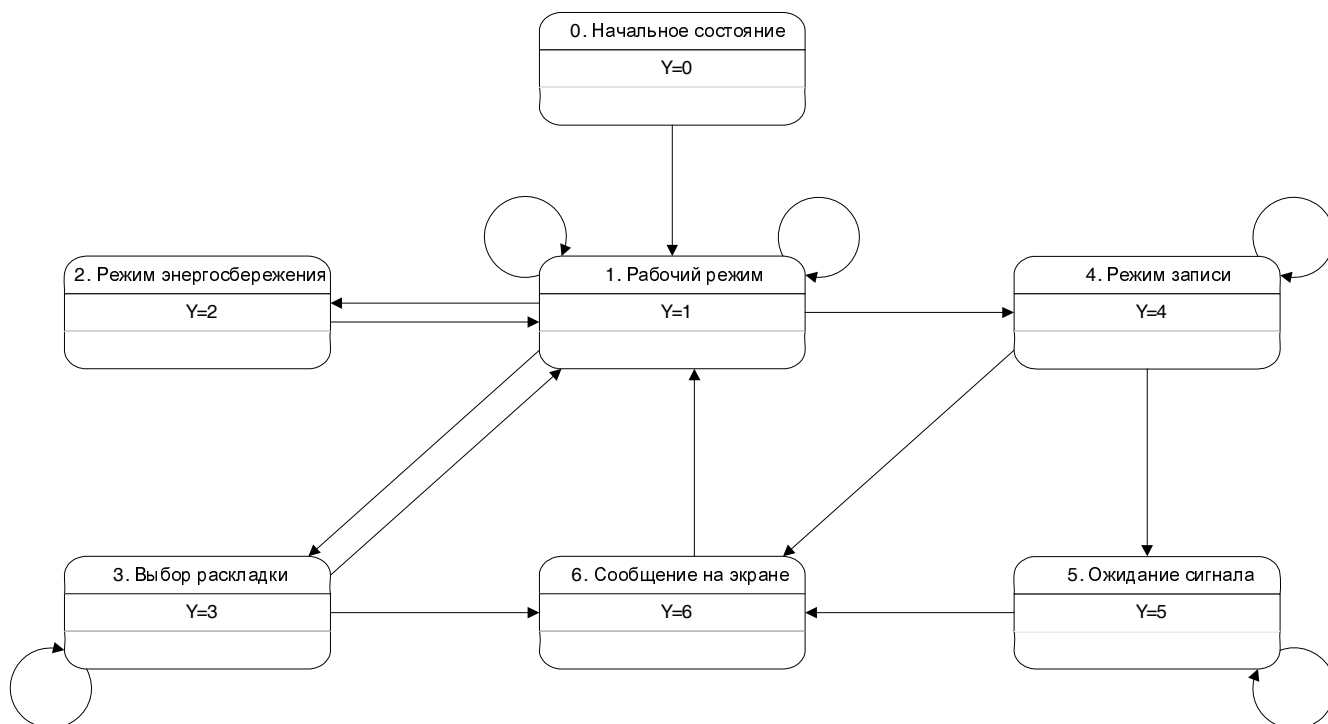 0. Начальное состояние
Y=0
2. Режим энергосбережения
Y=2
1. Рабочий режим
Y=1
4. Режим записи
Y=4
3. Выбор раскладки
Y=3
6. Сообщение на экране
Y=6
5. Ожидание сигнала
Y=5